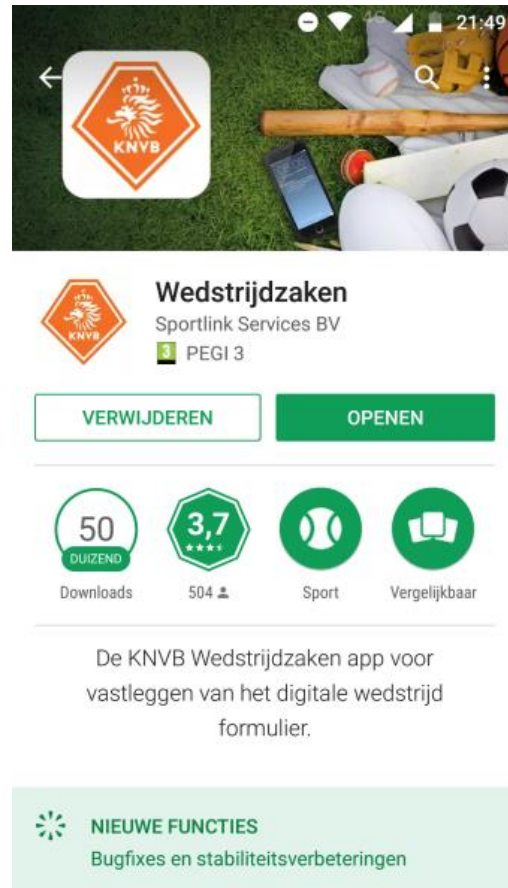 4G 21:49
KNVB
KNVB
Wedstrijdzaken
Sportlink Services BV
3 PEGI 3
VERWIJDEREN
OPENEN
50
DUIZEND
Downloads
3,7
504
Sport
Vergelijkbaar
De KNVB Wedstrijdzaken app voor
vastleggen van het digitale wedstrijd
formulier.
NIEUWE FUNCTIES
Bugfixes en stabiliteitsverbeteringen